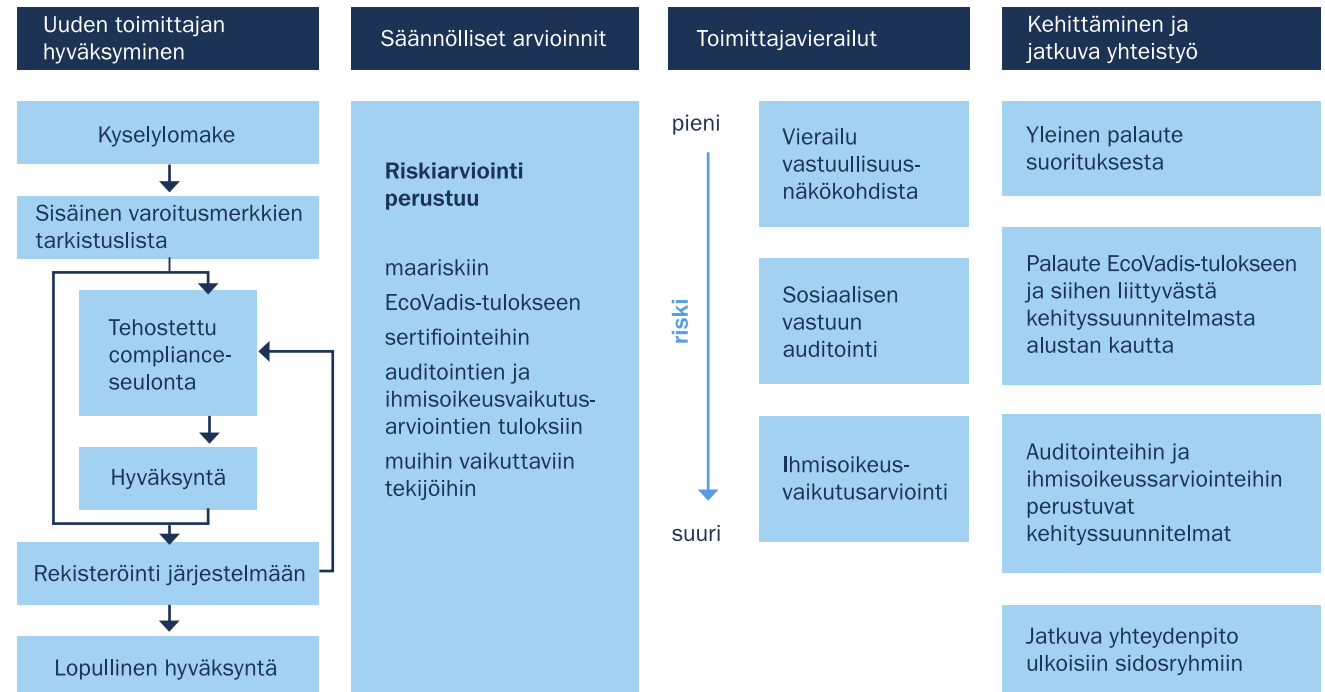 Uuden toimittajan
hyväksyminen
Kyselylomake
Sisäinen varoitusmerkkien
tarkistuslista
Tehostettu
compliance-
seulonta
Hyväksyntä
Rekisteröinti järjestelmään
Lopullinen hyväksyntä
Säännölliset arvioinnit
Riskiarviointi
perustuu
maariskiin
EcoVadis-tulokseen
sertifiointeihin
auditointien ja
ihmisoikeusvaikutus-
arviointien tuloksiin
muihin vaikuttaviin
tekijöihin
Toimittajavierailut
pieni
riski
suuri
Vierailu
vastuullisuus-
näkökohdista
Sosiaalisen
vastuun
auditointi
Ihmisoikeus-
vaikutusarviointi
Kehittäminen ja
jatkuva yhteistyö
Yleinen palaute
suorituksesta
Palaute EcoVadis-tulokseen
ja siihen liittyvästä
kehityssuunnitelmasta
alustan kautta
Auditointeihin ja
ihmisoikeussarviointeihin
perustuvat
kehityssuunnitelmat
Jatkuva yhteydenpito
ulkoisiin sidosryhmiin